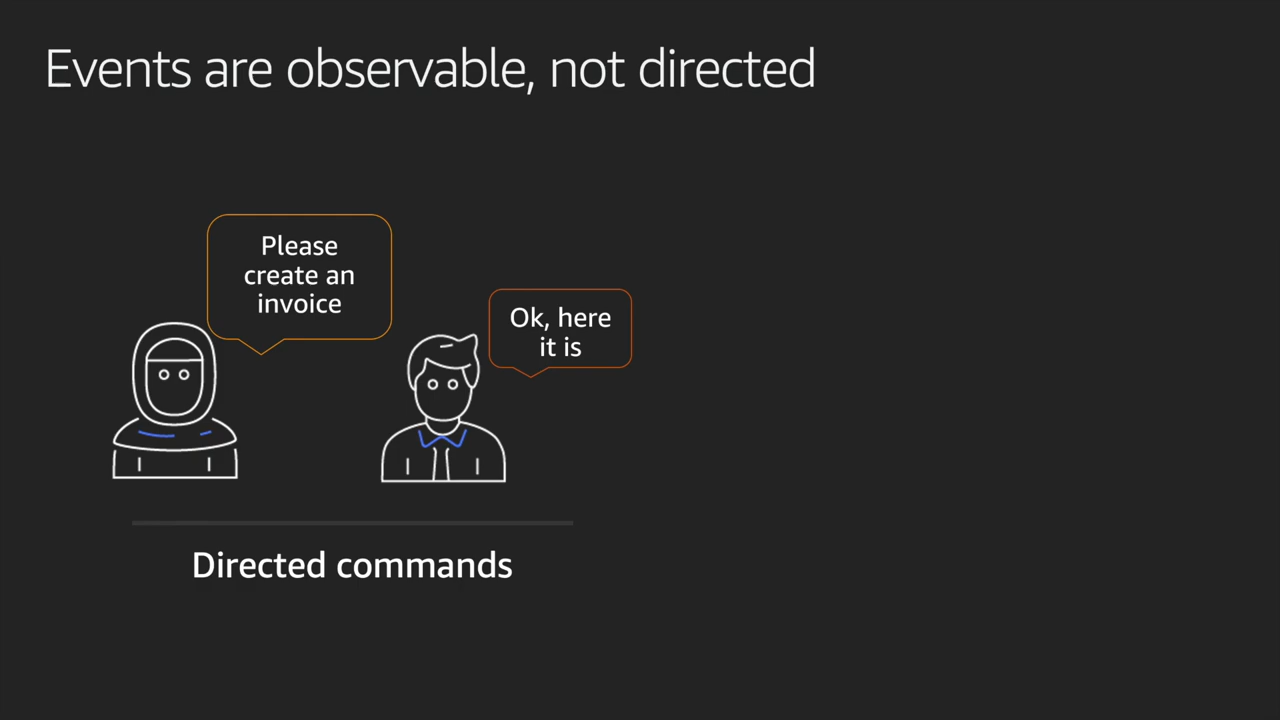 Events are observable, not directed
Please
create an
invoice
Ok, here
it is
Directed commands